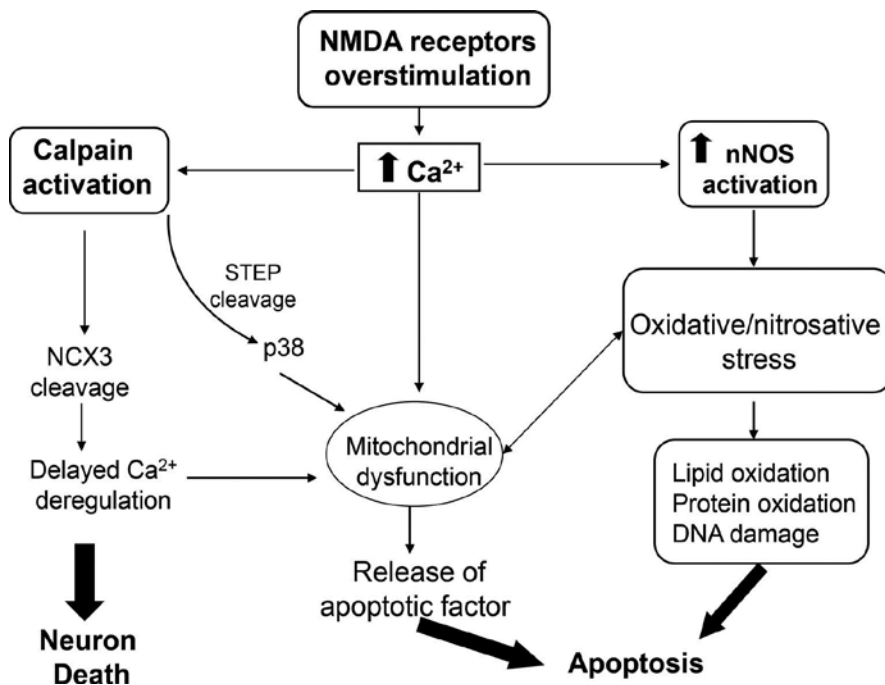 NMDA receptors
overstimulation
Calpain
activation
Ca²⁺
nNOS
activation
STEP
cleavage
p38
Oxidative/nitrosative
stress
NCX3
cleavage
Mitochondrial
dysfunction
Delayed Ca²⁺
deregulation
Lipid oxidation
Protein oxidation
DNA damage
Release of
apoptotic factor
Neuron
Death
Apoptosis